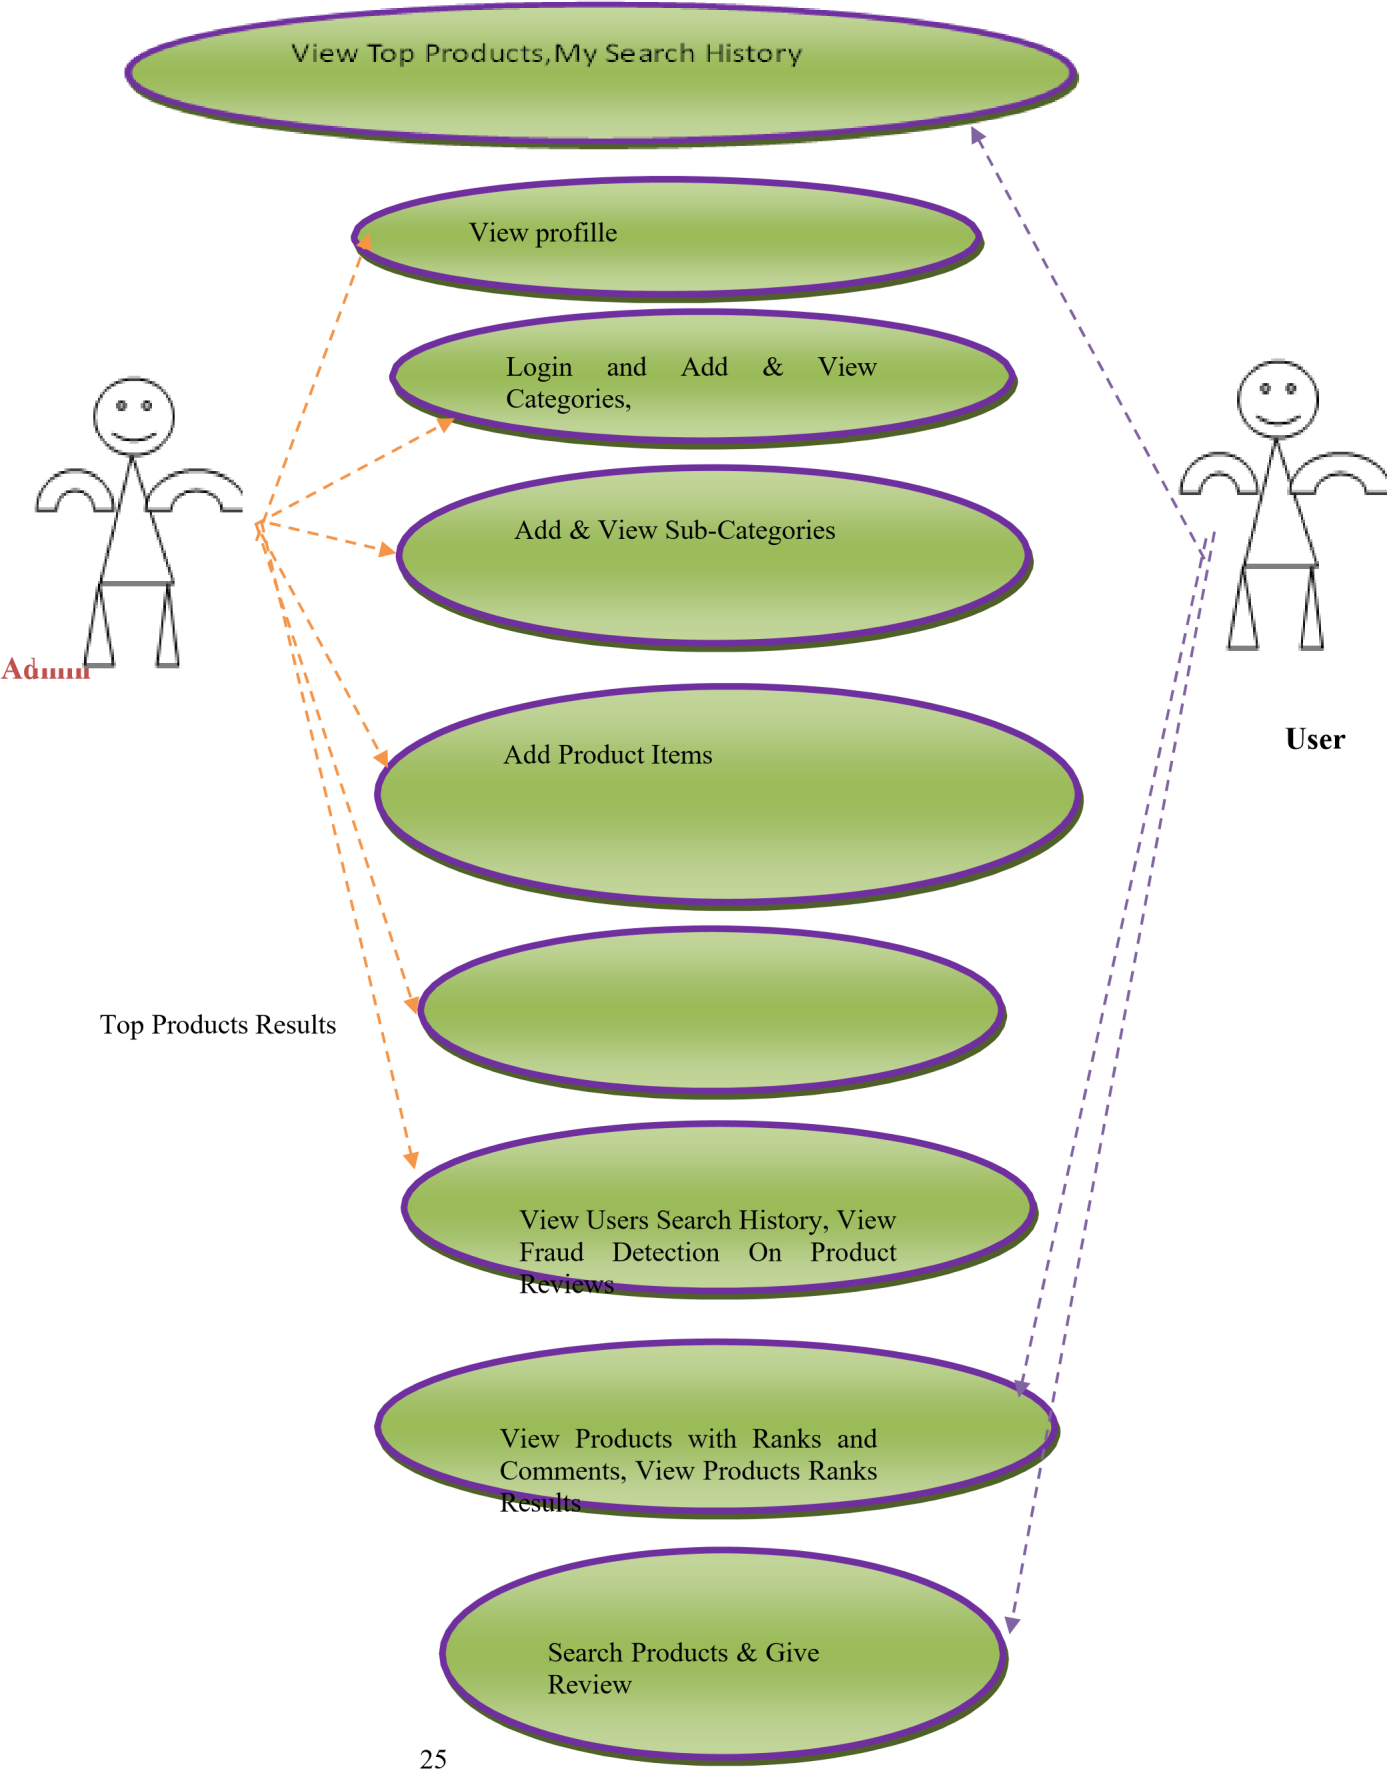 View Top Products,My Search History
View profille
Login and Add & View
Categories,
Add & View Sub-Categories
Admin
User
Add Product Items
Top Products Results
View Users Search History, View
Fraud Detection On Product
Reviews
View Products with Ranks and
Comments, View Products Ranks
Results
Search Products & Give
Review
25